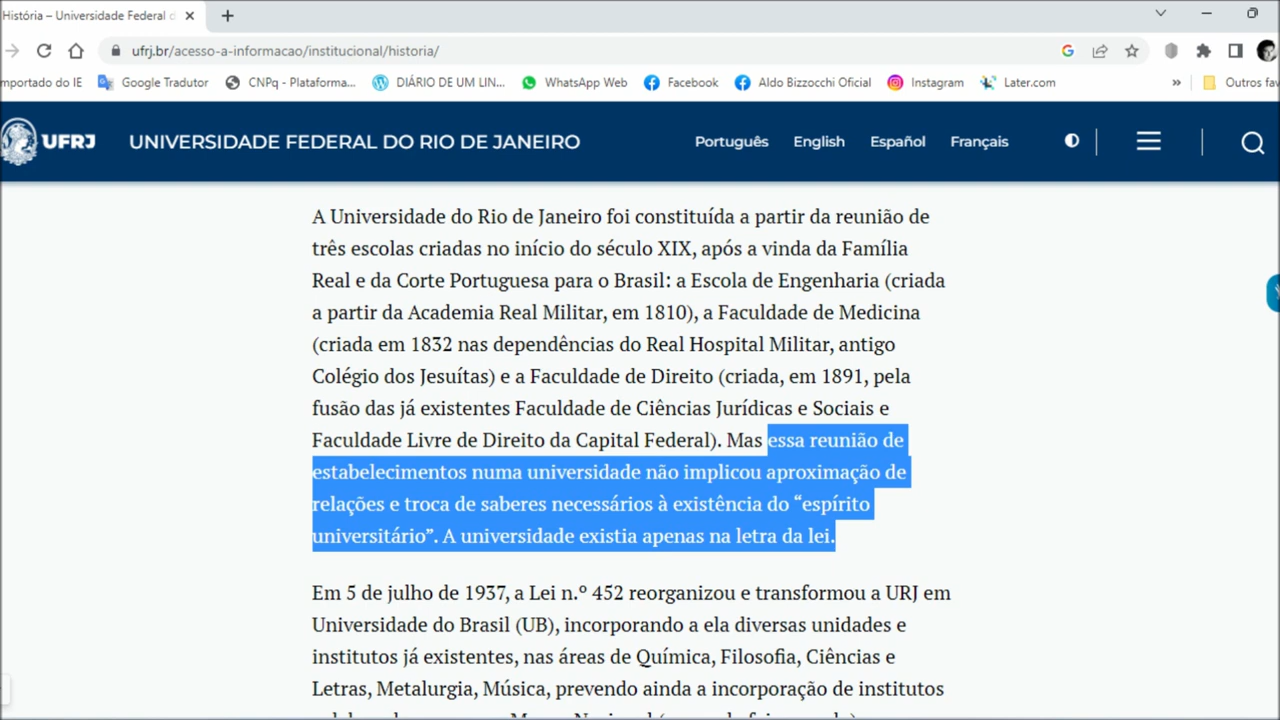 História – Universidade Federal d
ufrj.br/acesso-a-informacao/institucional/historia/
mportado do IE Google Tradutor CNPq - Plataforma... DIÁRIO DE UM LIN... WhatsApp Web Facebook Aldo Bizzocchi Oficial Instagram Later.com » Outros fav
UFRJ UNIVERSIDADE FEDERAL DO RIO DE JANEIRO Português English Español Français
A Universidade do Rio de Janeiro foi constituída a partir da reunião de
três escolas criadas no início do século XIX, após a vinda da Família
Real e da Corte Portuguesa para o Brasil: a Escola de Engenharia (criada
a partir da Academia Real Militar, em 1810), a Faculdade de Medicina
(criada em 1832 nas dependências do Real Hospital Militar, antigo
Colégio dos Jesuítas) e a Faculdade de Direito (criada, em 1891, pela
fusão das já existentes Faculdade de Ciências Jurídicas e Sociais e
Faculdade Livre de Direito da Capital Federal). Mas essa reunião de
estabelecimentos numa universidade não implicou aproximação de
relações e troca de saberes necessários à existência do “espírito
universitário”. A universidade existia apenas na letra da lei.
Em 5 de julho de 1937, a Lei n.º 452 reorganizou e transformou a URJ em
Universidade do Brasil (UB), incorporando a ela diversas unidades e
institutos já existentes, nas áreas de Química, Filosofia, Ciências e
Letras, Metalurgia, Música, prevendo ainda a incorporação de institutos